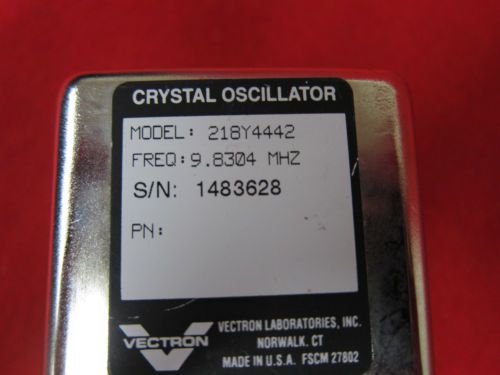 CRYSTAL OSCILLATOR
MODEL: 218Y4442
FREQ: 9.8304 MHZ
S/N: 1483628
PN:
VECTRON
VECTRON LABORATORIES, INC.
NORWALK, CT
MADE IN U.S.A. FSCM 27802